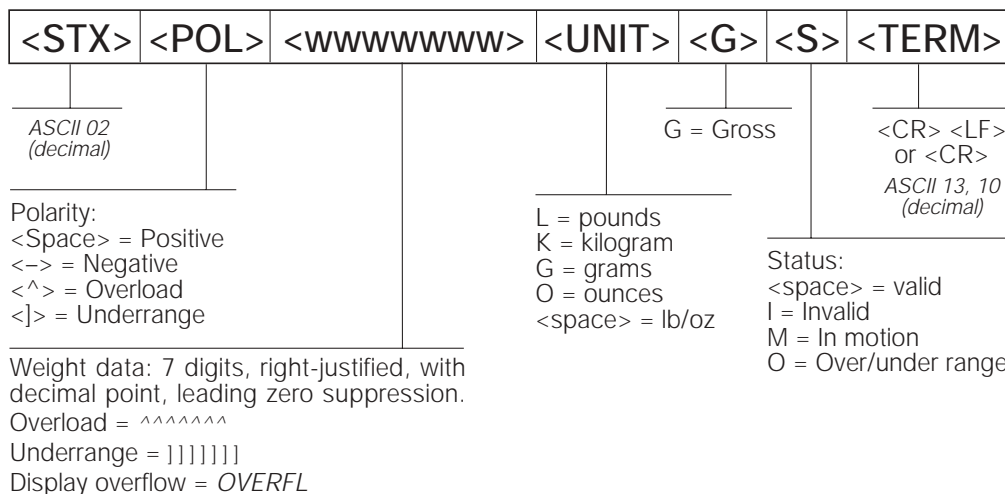 <STX> <POL> <wwwwwww> <UNIT> <G> <S> <TERM>
ASCII 02
(decimal)
G = Gross
<CR> <LF>
or <CR>
ASCII 13, 10
(decimal)
Polarity:
<Space> = Positive
<–> = Negative
<^> = Overload
<]> = Underrange
L = pounds
K = kilogram
G = grams
O = ounces
<space> = lb/oz
Status:
<space> = valid
I = Invalid
M = In motion
O = Over/under range
Weight data: 7 digits, right-justified, with
decimal point, leading zero suppression.
Overload = ^^^^^^^
Underrange = ]]]]]]]
Display overflow = OVERFL